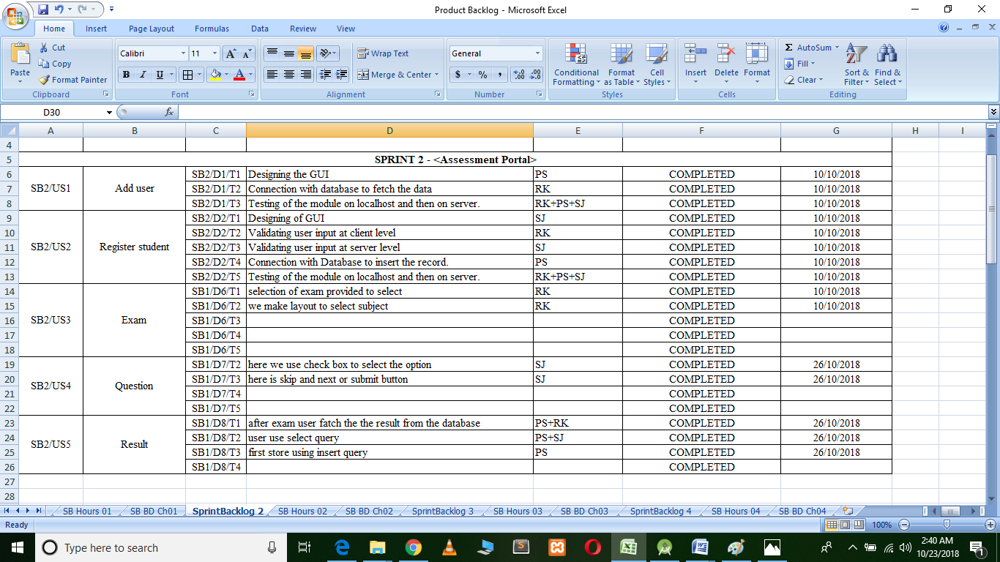 Product Backlog - Microsoft Excel
Home Insert Page Layout Formulas Data Review View
Paste
Cut
Copy
Format Painter
Clipboard
Calibri 11
B I U
Font
Wrap Text
Merge & Center
Alignment
General
$ % ,
Number
Conditional Formatting
Format as Table
Cell Styles
Styles
Insert Delete Format
Cells
AutoSum
Fill
Clear
Sort & Filter
Find & Select
Editing
D30 fx
A B C D E F G H I
4
5 SPRINT 2 - <Assessment Portal>
6 SB2/D1/T1 Designing the GUI PS COMPLETED 10/10/2018
7 SB2/US1 Add user SB2/D1/T2 Connection with database to fetch the data RK COMPLETED 10/10/2018
8 SB2/D1/T3 Testing of the module on localhost and then on server. RK+PS+SJ COMPLETED 10/10/2018
9 SB2/D2/T1 Designing of GUI SJ COMPLETED 10/10/2018
10 SB2/D2/T2 Validating user input at client level RK COMPLETED 10/10/2018
11 SB2/US2 Register student SB2/D2/T3 Validating user input at server level SJ COMPLETED 10/10/2018
12 SB2/D2/T4 Connection with Database to insert the record. PS COMPLETED 10/10/2018
13 SB2/D2/T5 Testing of the module on localhost and then on server. RK+PS+SJ COMPLETED 10/10/2018
14 SB1/D6/T1 selection of exam provided to select RK COMPLETED 10/10/2018
15 SB1/D6/T2 we make layout to select subject RK COMPLETED 10/10/2018
16 SB2/US3 Exam SB1/D6/T3 COMPLETED
17 SB1/D6/T4 COMPLETED
18 SB1/D6/T5 COMPLETED
19 SB1/D7/T2 here we use check box to select the option SJ COMPLETED 26/10/2018
20 SB2/US4 Question SB1/D7/T3 here is skip and next or submit button SJ COMPLETED 26/10/2018
21 SB1/D7/T4 COMPLETED
22 SB1/D7/T5 COMPLETED
23 SB1/D8/T1 after exam user fatch the the result from the database PS+RK COMPLETED 26/10/2018
24 SB2/US5 Result SB1/D8/T2 user use select query PS+SJ COMPLETED 26/10/2018
25 SB1/D8/T3 first store using insert query PS COMPLETED 26/10/2018
26 SB1/D8/T4 COMPLETED
27
28
SB Hours 01 SB BD Ch01 SprintBacklog 2 SB Hours 02 SB BD Ch02 SprintBacklog 3 SB Hours 03 SB BD Ch03 SprintBacklog 4 SB Hours 04 SB BD Ch04
Ready 100%
Type here to search
2:40 AM
10/23/2018